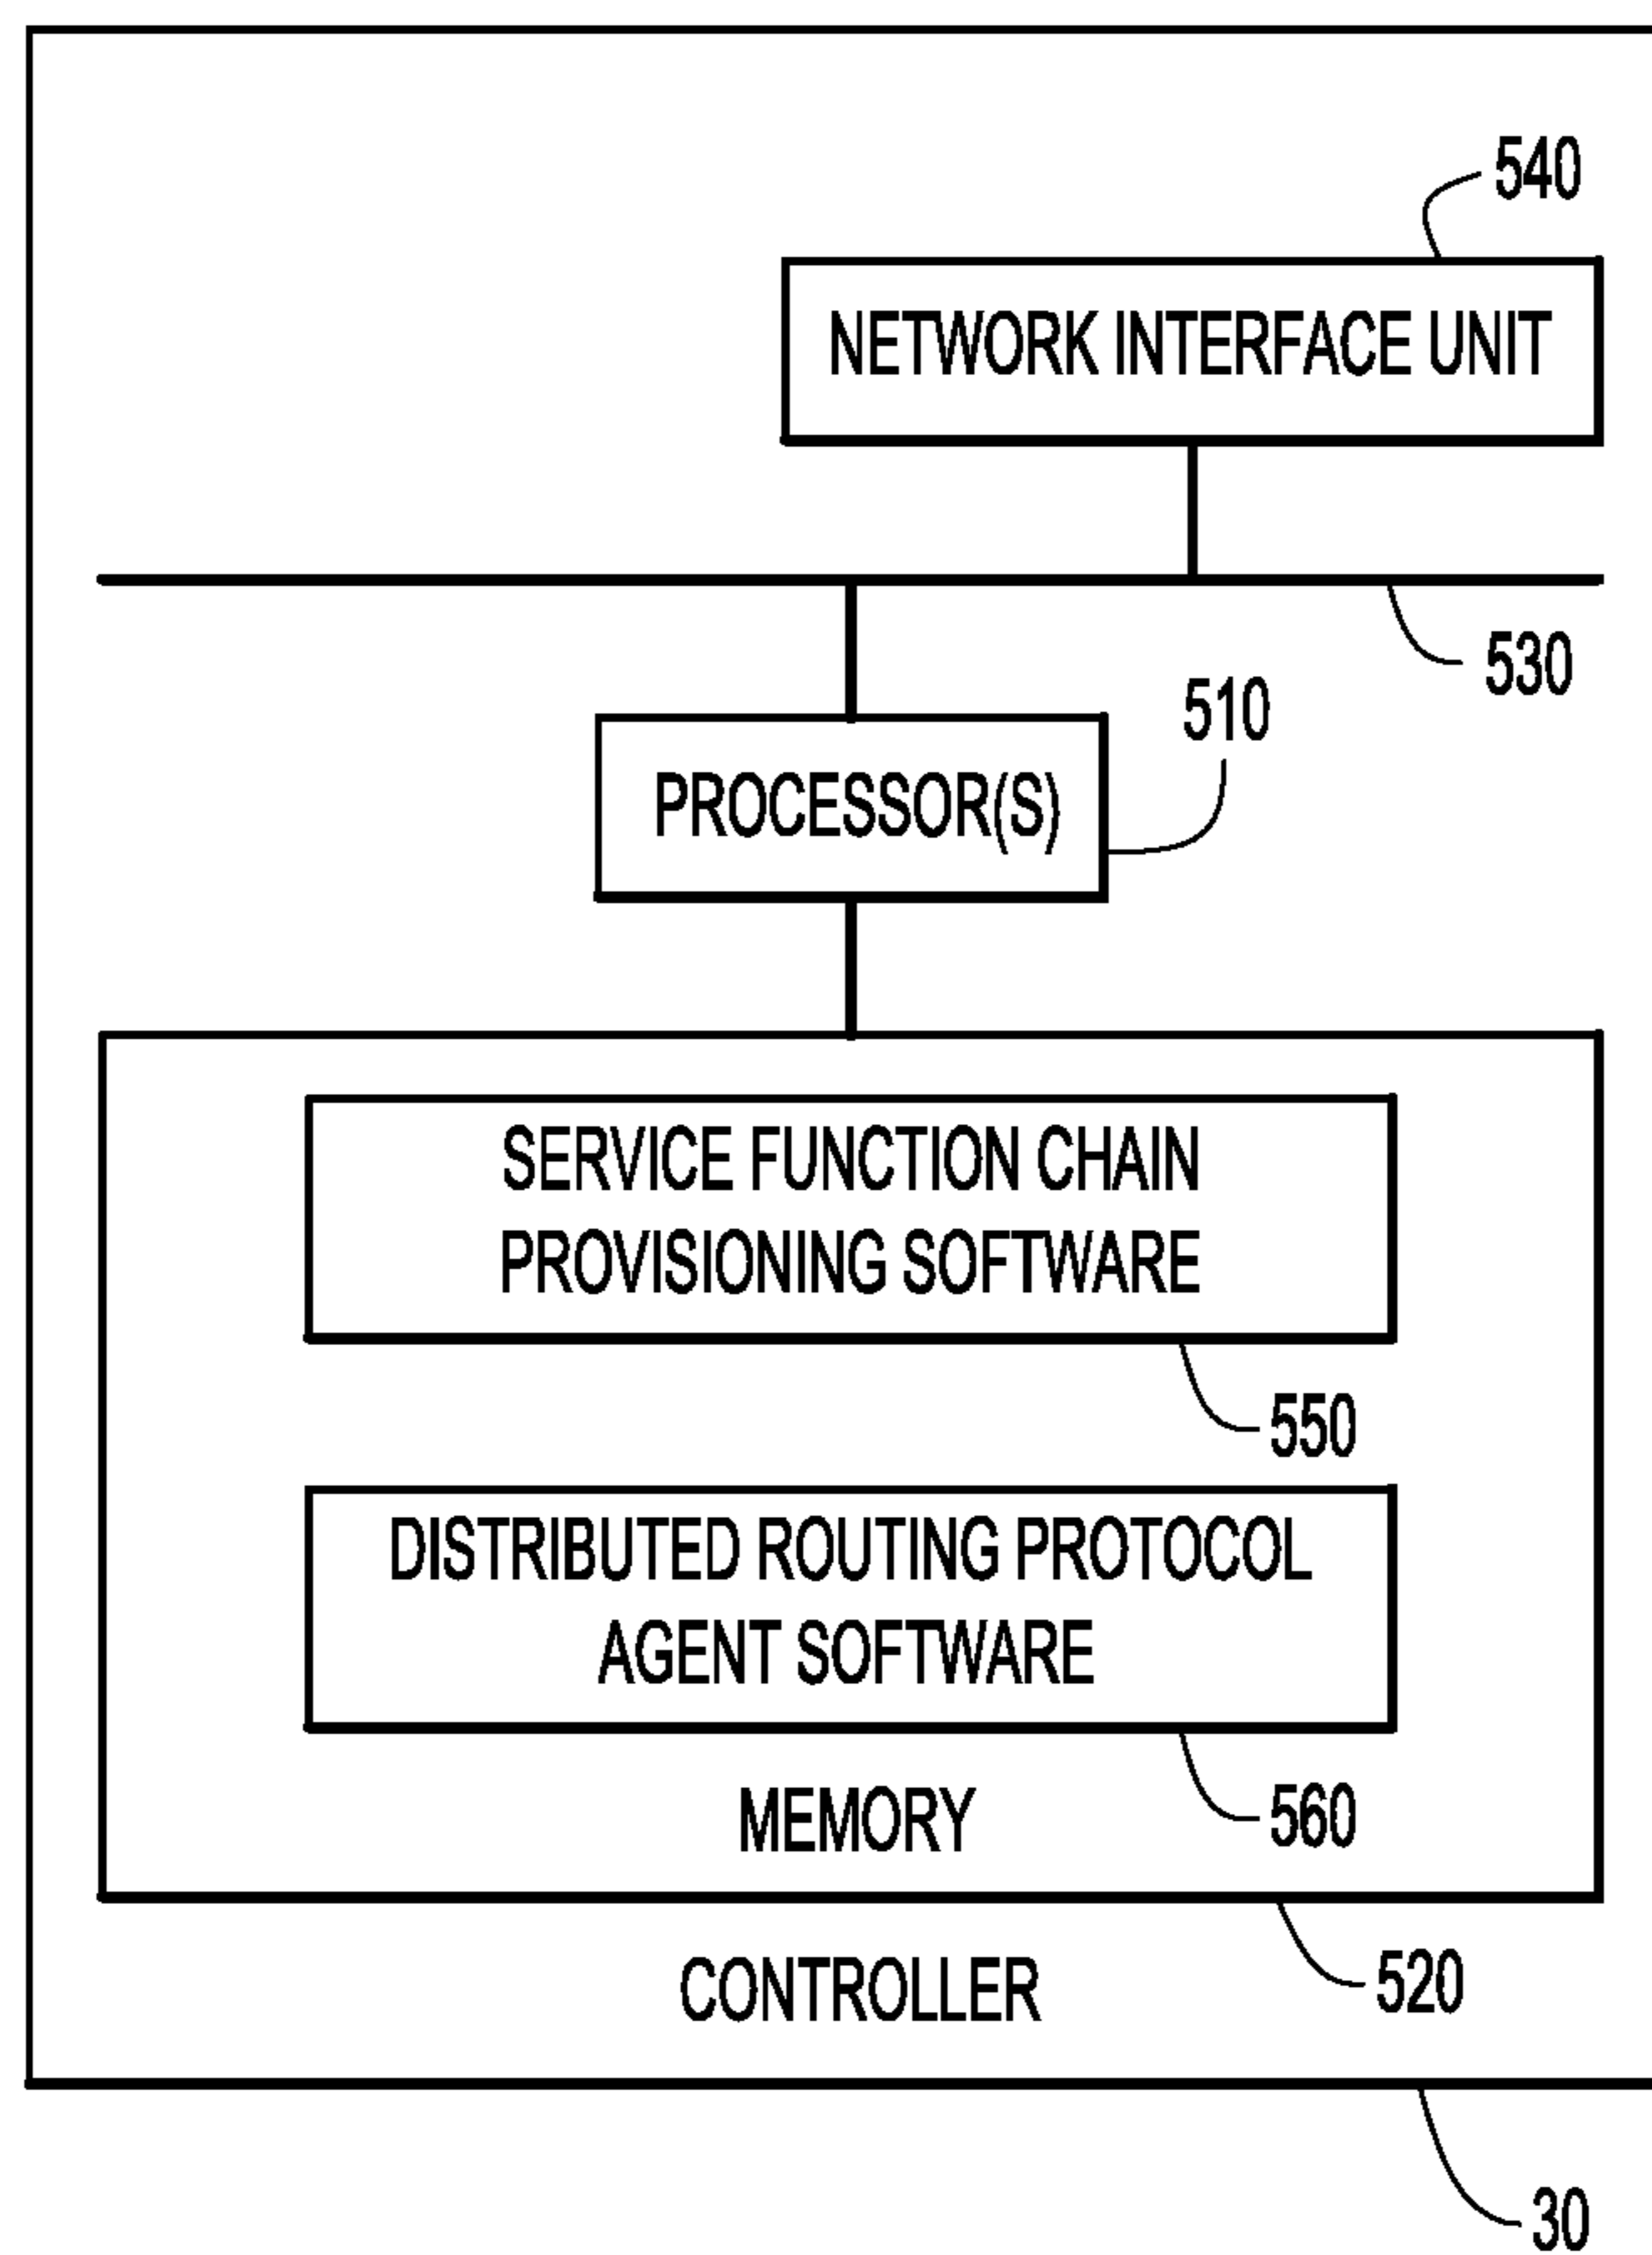 540
NETWORK INTERFACE UNIT
530
510
PROCESSOR(S)
SERVICE FUNCTION CHAIN
PROVISIONING SOFTWARE
550
DISTRIBUTED ROUTING PROTOCOL
AGENT SOFTWARE
560
MEMORY
520
CONTROLLER
30